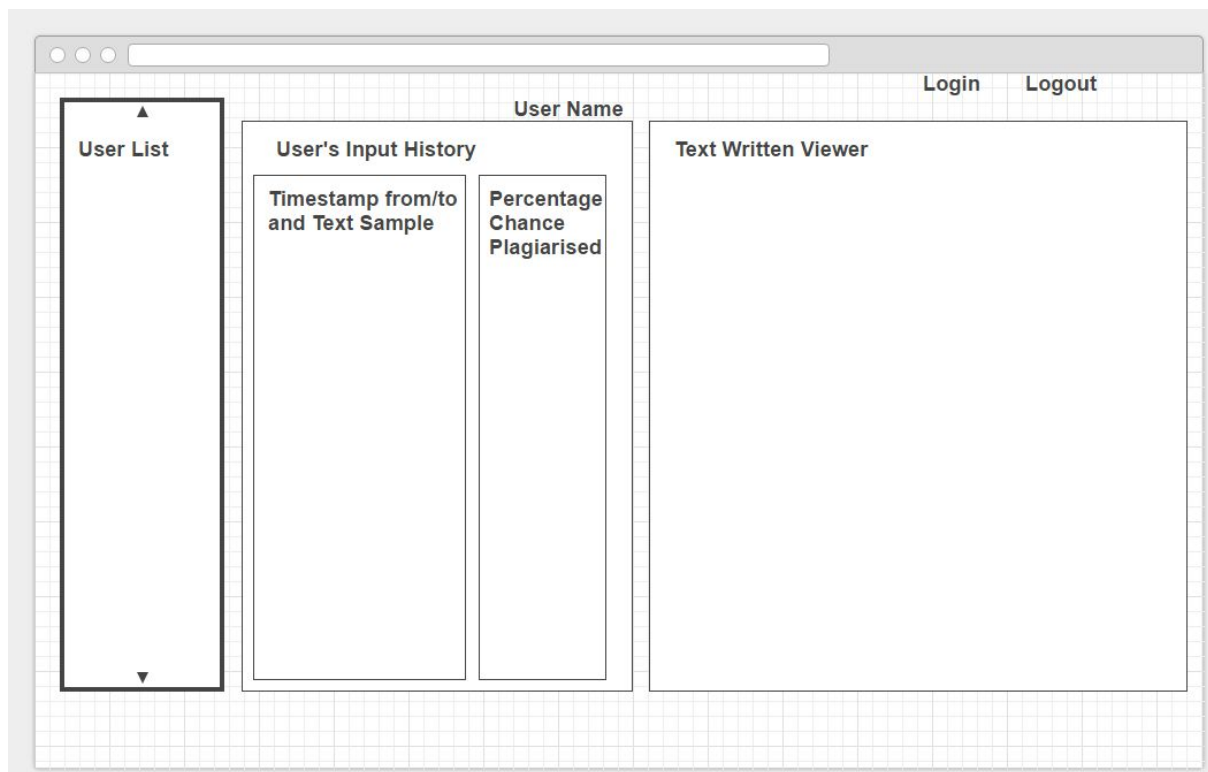 Login Logout
User Name
User List
User's Input History
Timestamp from/to
and Text Sample
Percentage
Chance
Plagiarised
Text Written Viewer